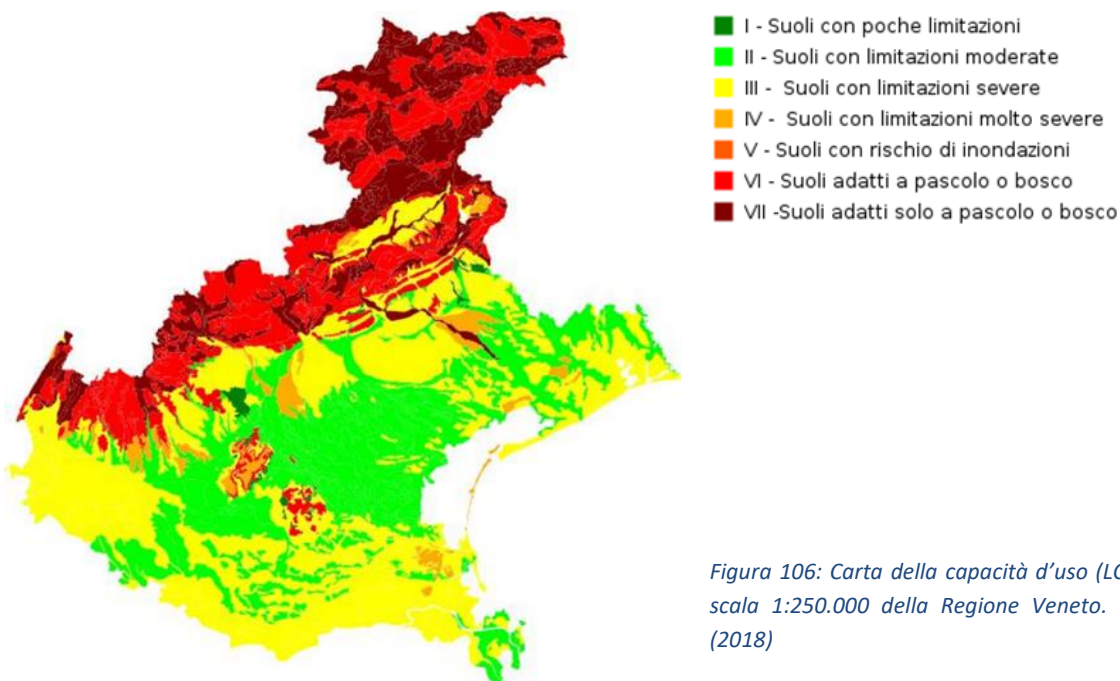 I - Suoli con poche limitazioni
II - Suoli con limitazioni moderate
III - Suoli con limitazioni severe
IV - Suoli con limitazioni molto severe
V - Suoli con rischio di inondazioni
VI - Suoli adatti a pascolo o bosco
VII -Suoli adatti solo a pascolo o bosco
Figura 106: Carta della capacità d'uso
scala 1:250.000 della Regione Veneto.
(2018)